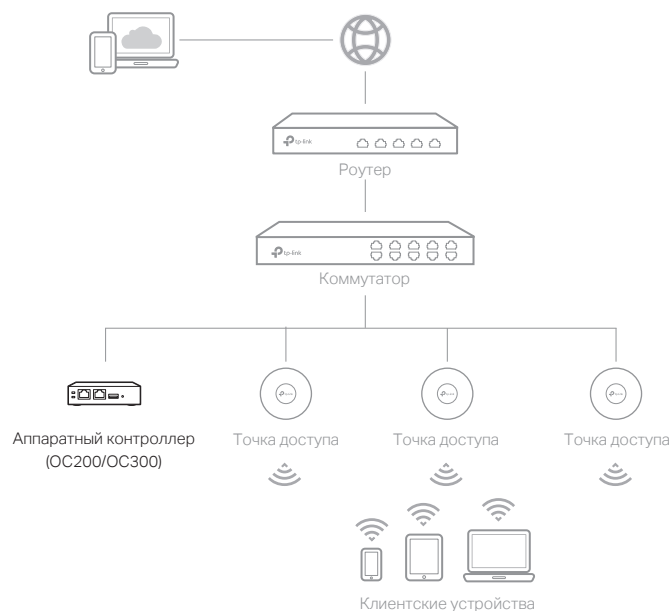 tp-link
Роутер
tp-link
Коммутатор
Аппаратный контроллер
(OC200/OC300)
Точка доступа
Точка доступа
Точка доступа
Клиентские устройства